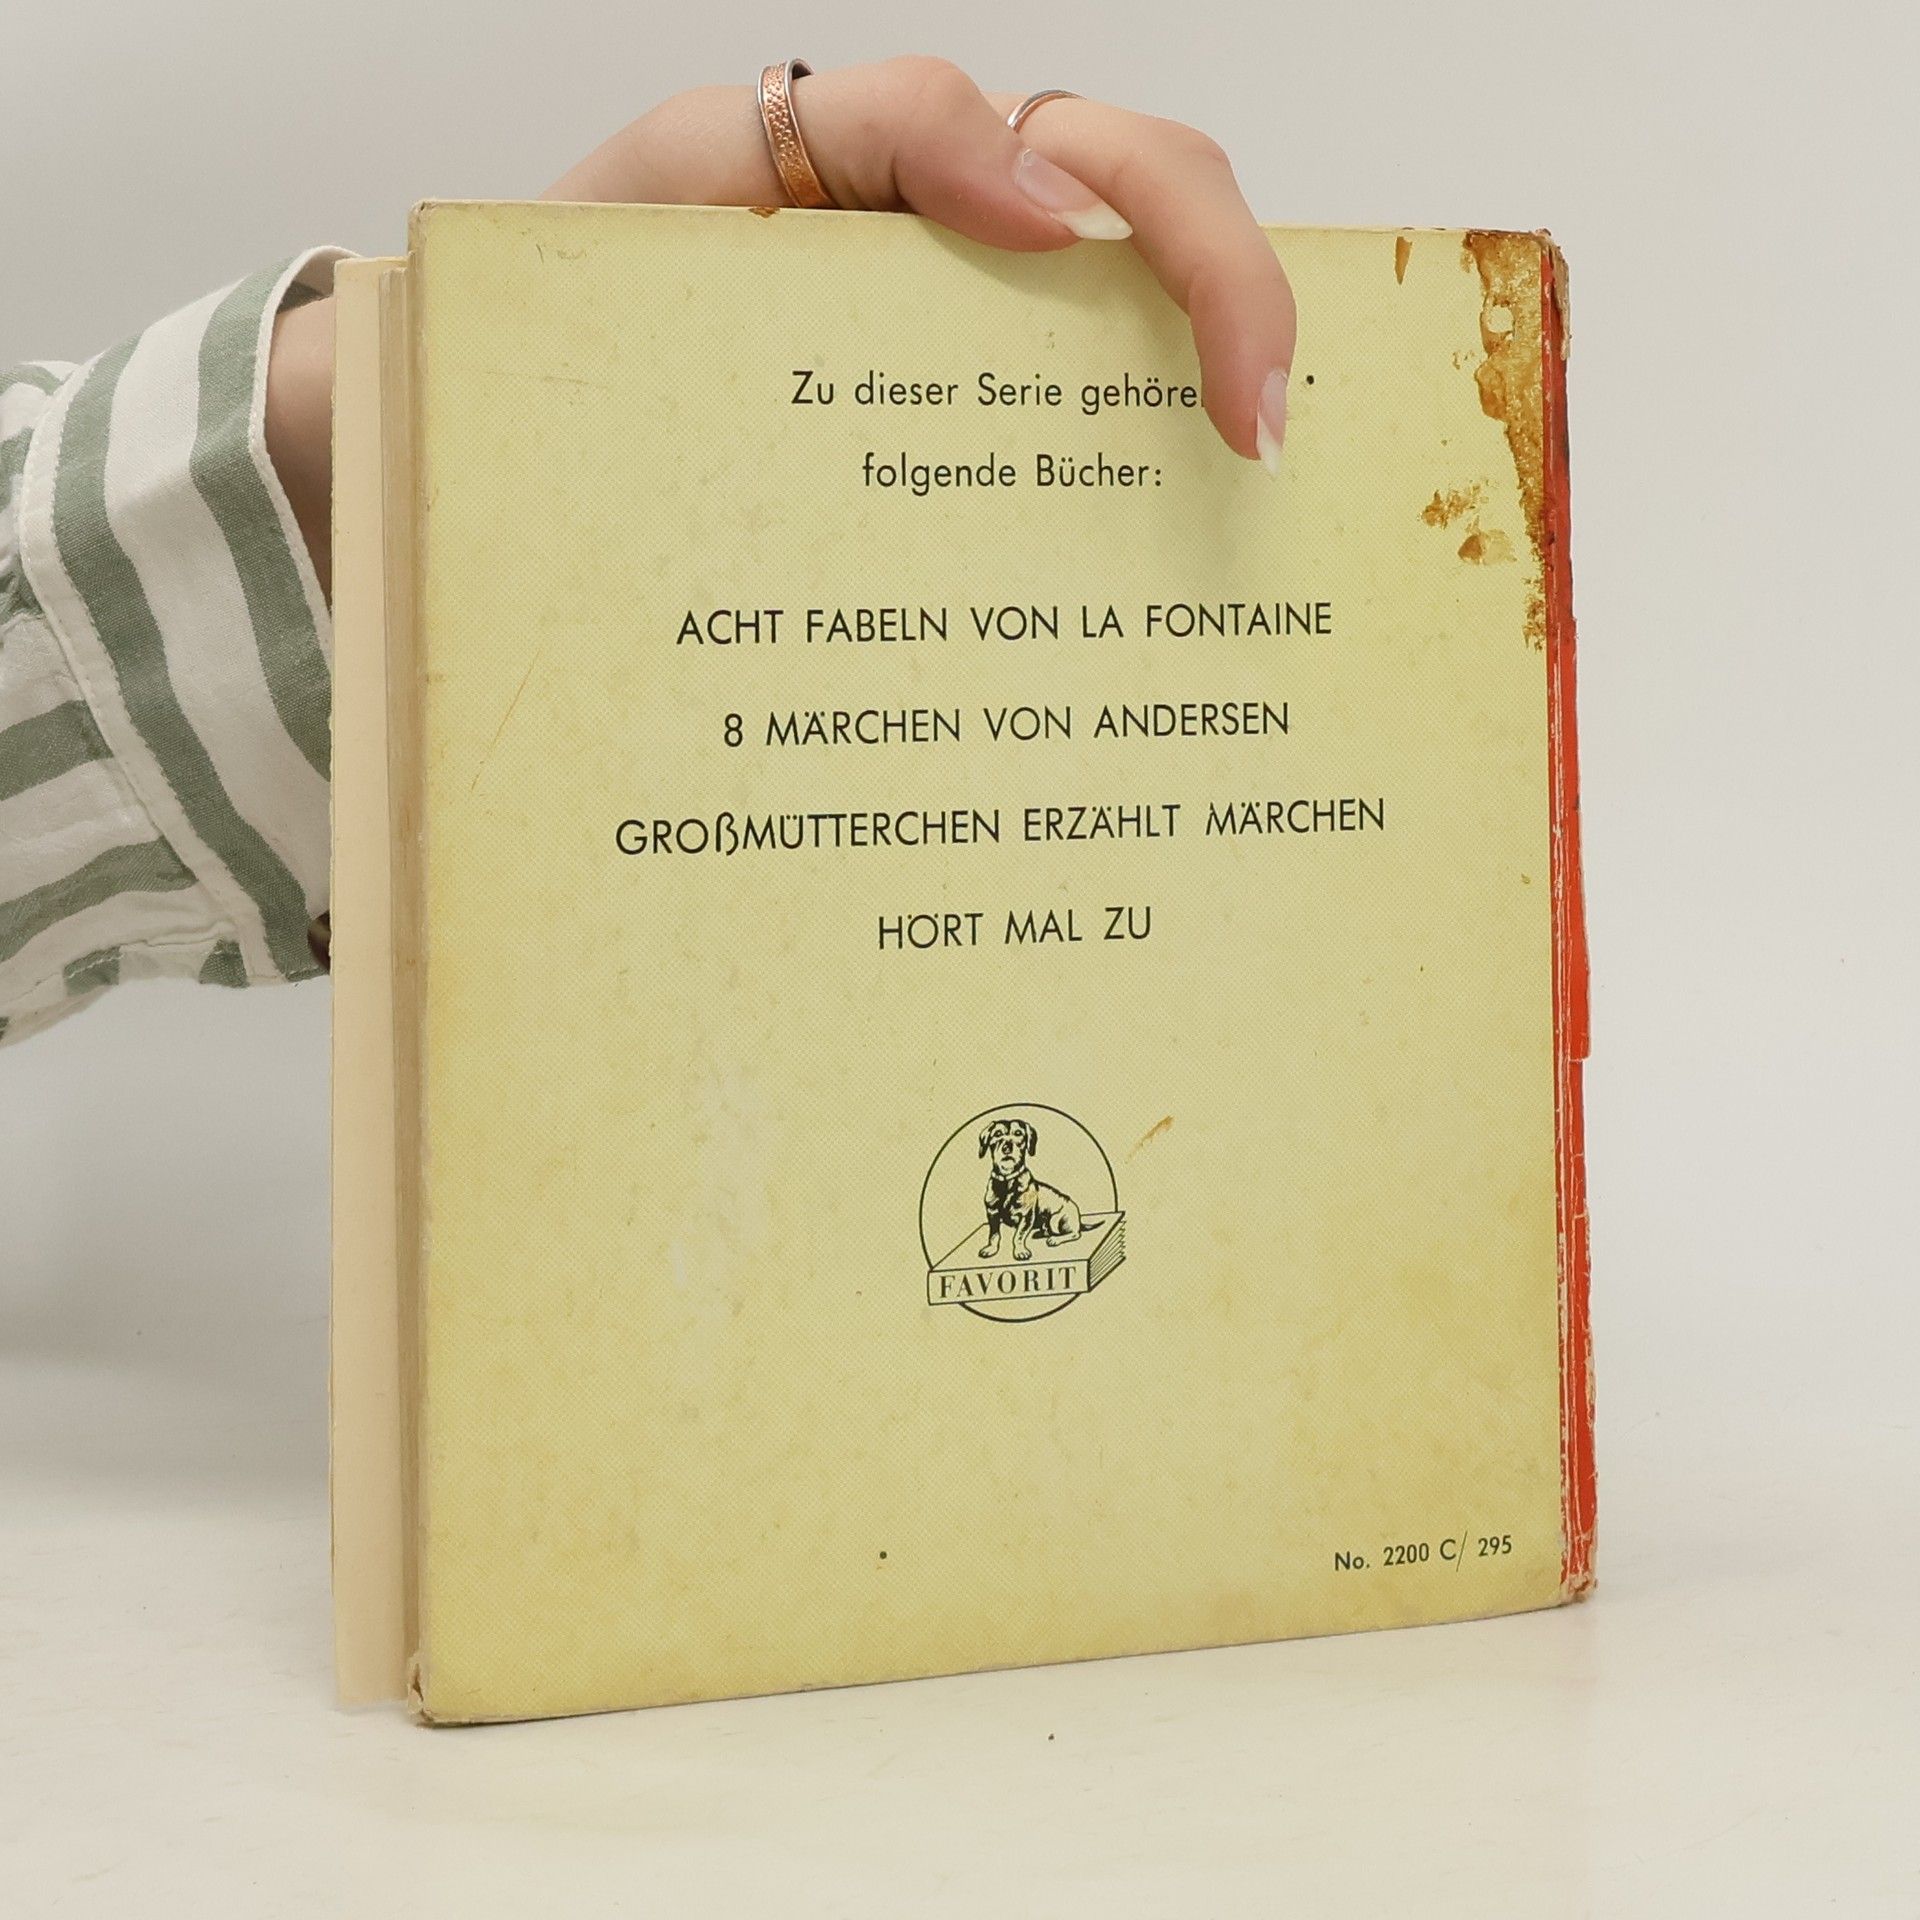 Zu dieser Serie gehöre
folgende Bücher:
ACHT FABELN VON LA FONTAINE
8 MÄRCHEN VON ANDERSEN
GROßMÜTTERCHEN ERZÄHLT MÄRCHEN
HÖRT MAL ZU
FAVORIT
No. 2200 C/ 295